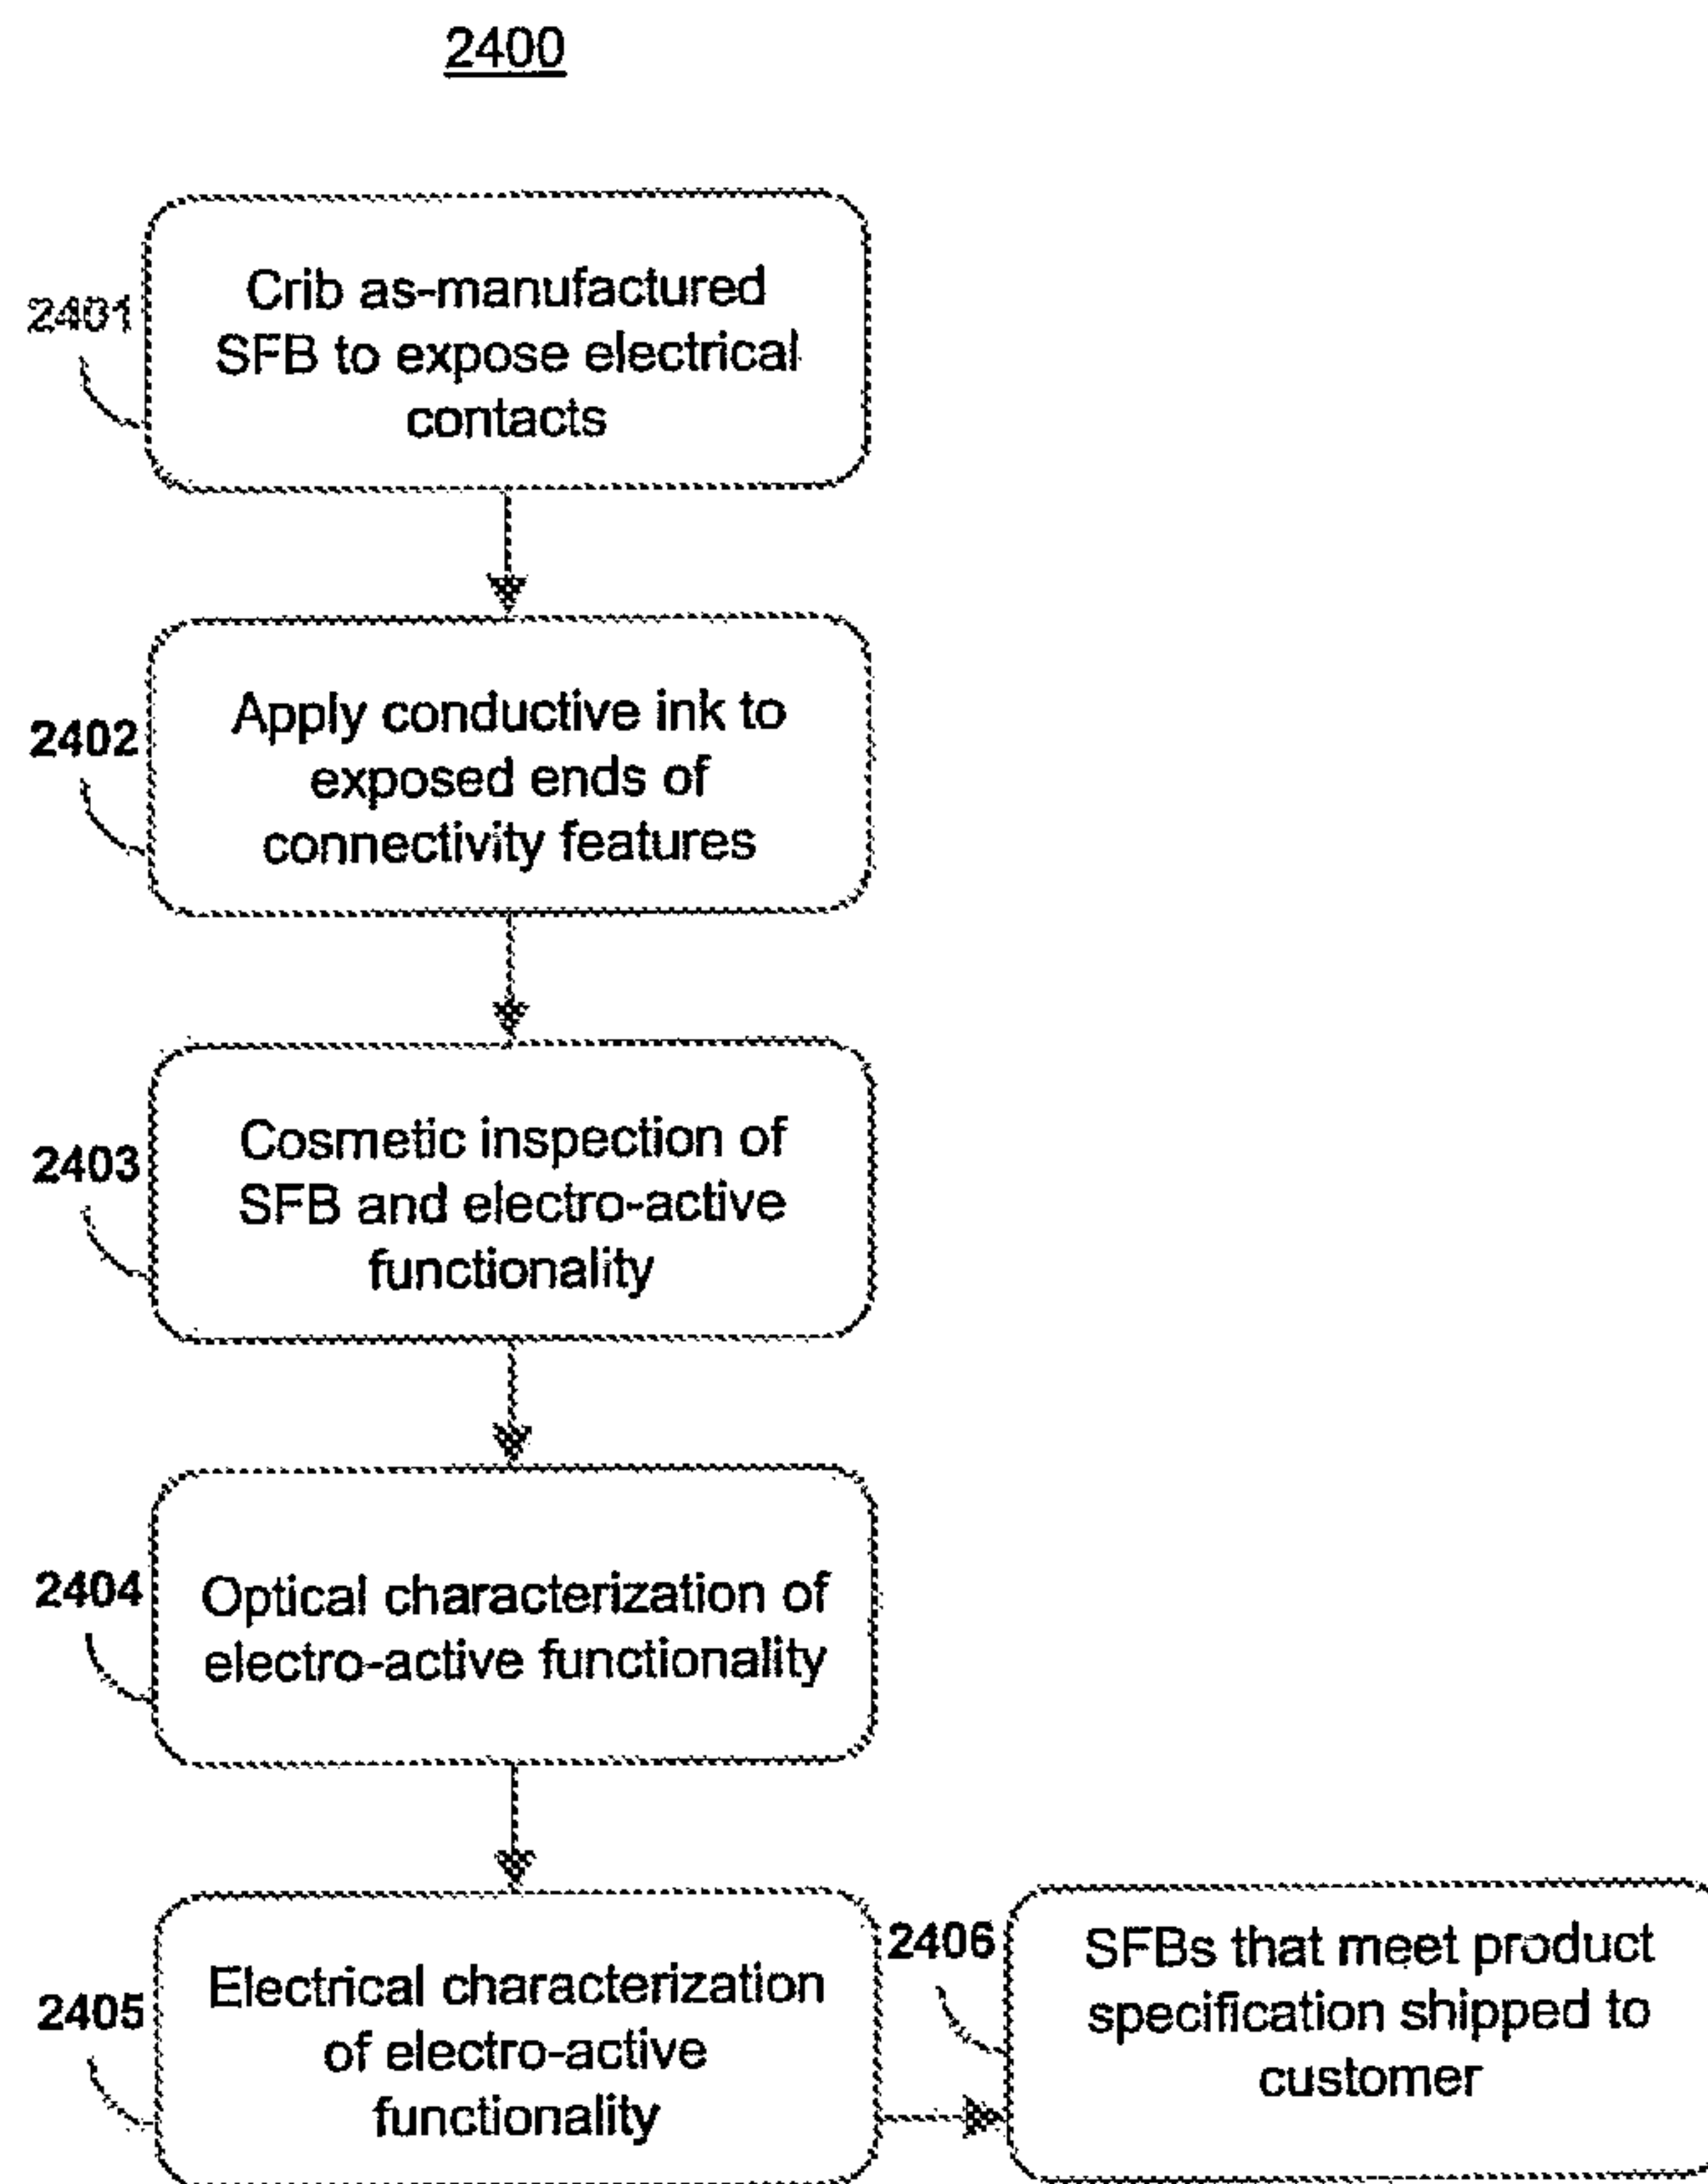 2400
2401
Crib as-manufactured
SFB to expose electrical
contacts
2402
Apply conductive ink to
exposed ends of
connectivity features
2403
Cosmetic inspection of
SFB and electro-active
functionality
2404
Optical characterization of
electro-active functionality
2405
Electrical characterization
of electro-active
functionality
2406
SFBs that meet product
specification shipped to
customer